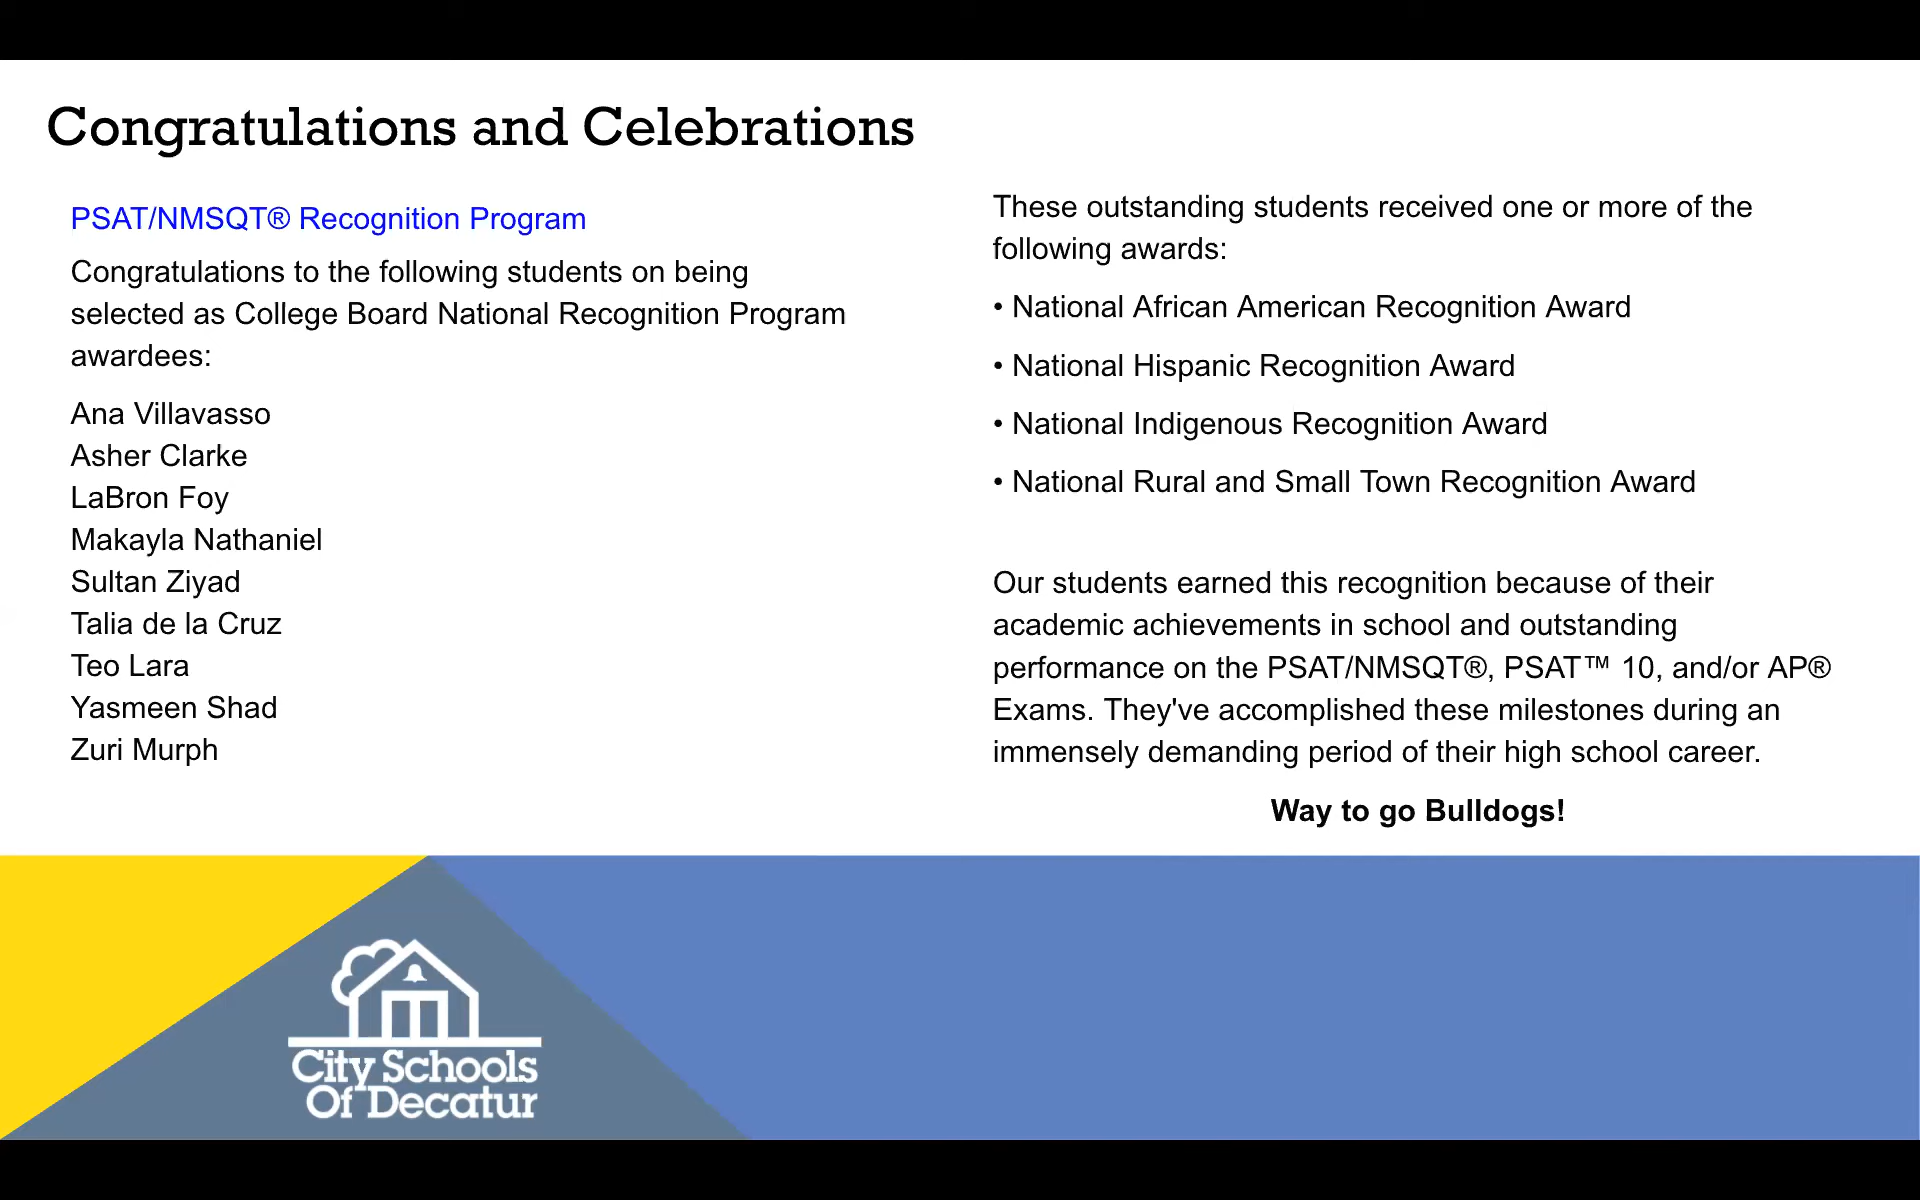 Congratulations and Celebrations
PSAT/NMSQT® Recognition Program
Congratulations to the following students on being
selected as College Board National Recognition Program
awardees:
Ana Villavasso
Asher Clarke
LaBron Foy
Makayla Nathaniel
Sultan Ziyad
Talia de la Cruz
Teo Lara
Yasmeen Shad
Zuri Murph
These outstanding students received one or more of the
following awards:
• National African American Recognition Award
• National Hispanic Recognition Award
• National Indigenous Recognition Award
• National Rural and Small Town Recognition Award
Our students earned this recognition because of their
academic achievements in school and outstanding
performance on the PSAT/NMSQT®, PSAT™ 10, and/or AP®
Exams. They've accomplished these milestones during an
immensely demanding period of their high school career.
Way to go Bulldogs!
City Schools
Of Decatur